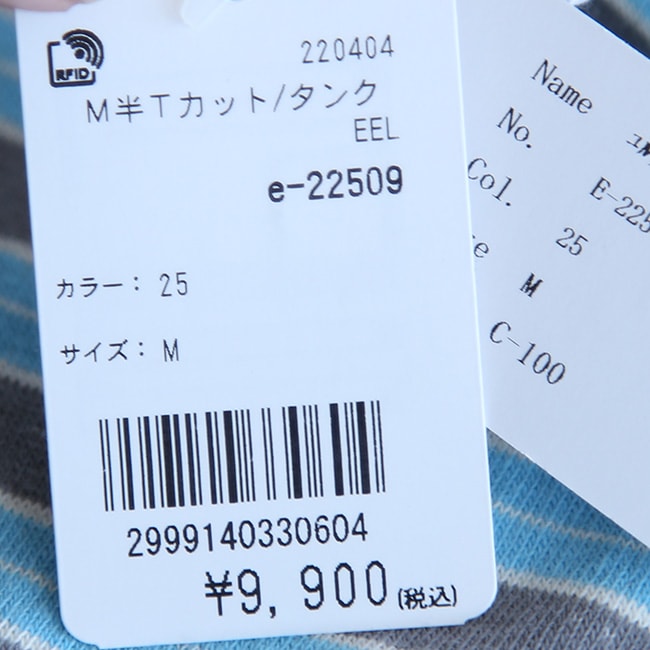 RFID
220404
M半Tカット/タンク
EEL
e-22509
カラー： 25
サイズ： M
2999140330604
¥9,900(税込)
Name
No. E-225
Col. 25
M
C-100